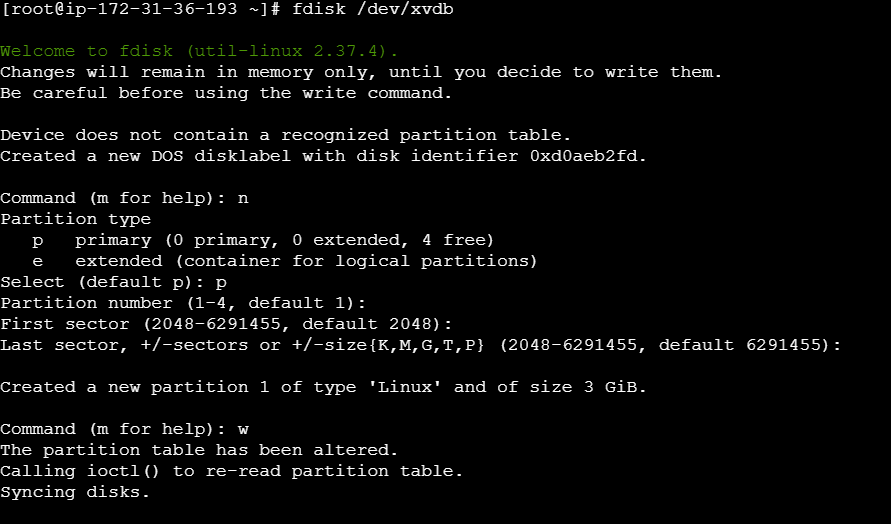 [root@ip-172-31-36-193 ~]# fdisk /dev/xvdb
Welcome to fdisk (util-linux 2.37.4).
Changes will remain in memory only, until you decide to write them.
Be careful before using the write command.
Device does not contain a recognized partition table.
Created a new DOS disklabel with disk identifier 0xd0aeb2fd.
Command (m for help): n
Partition type
   p   primary (0 primary, 0 extended, 4 free)
   e   extended (container for logical partitions)
Select (default p): p
Partition number (1-4, default 1):
First sector (2048-6291455, default 2048):
Last sector, +/-sectors or +/-size{K,M,G,T,P} (2048-6291455, default 6291455):
Created a new partition 1 of type 'Linux' and of size 3 GiB.
Command (m for help): w
The partition table has been altered.
Calling ioctl() to re-read partition table.
Syncing disks.